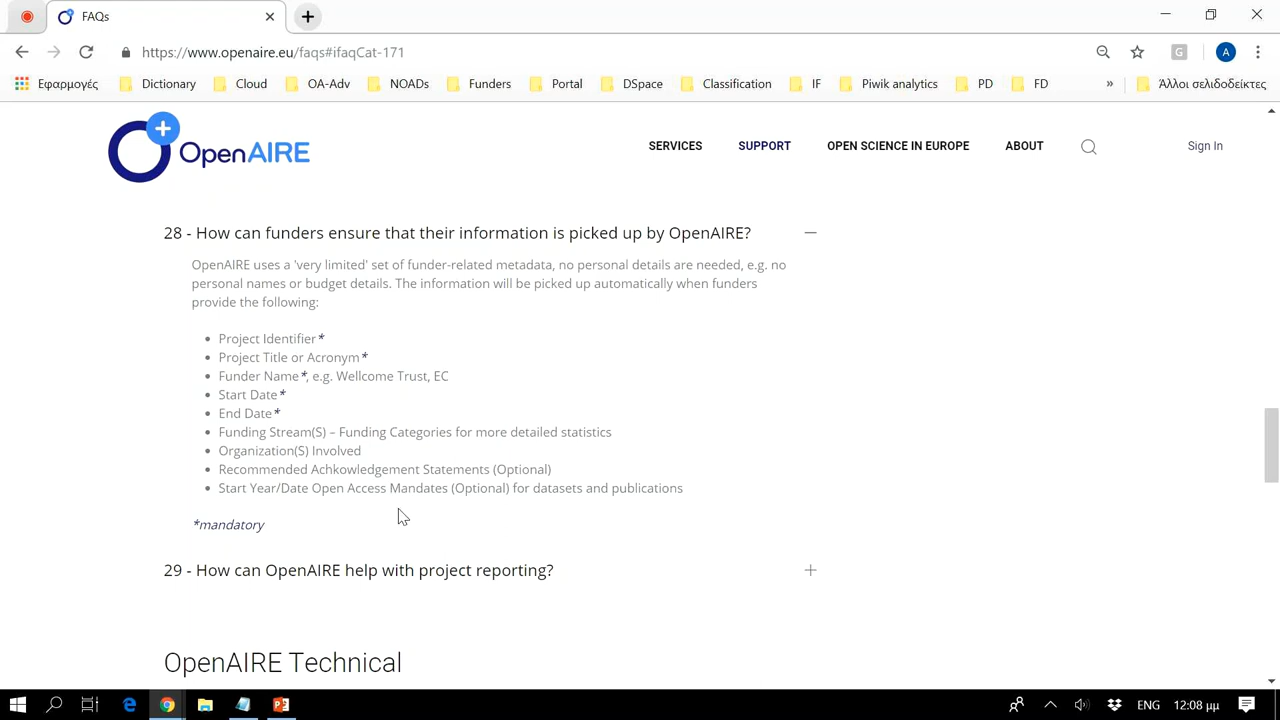 FAQs
https://www.openaire.eu/faqs#ifaqCat-171
G
A
Εφαρμογές
Dictionary
Cloud
OA-Adv
NOADs
Funders
Portal
DSpace
Classification
IF
Piwik analytics
PD
FD
»
Άλλοι σελιδοδείκτες
OpenAIRE
SERVICES
SUPPORT
OPEN SCIENCE IN EUROPE
ABOUT
Sign In
28 - How can funders ensure that their information is picked up by OpenAIRE?
OpenAIRE uses a 'very limited' set of funder-related metadata, no personal details are needed, e.g. no
personal names or budget details. The information will be picked up automatically when funders
provide the following:
• Project Identifier*
• Project Title or Acronym*
• Funder Name*, e.g. Wellcome Trust, EC
• Start Date*
• End Date*
• Funding Stream(S) – Funding Categories for more detailed statistics
• Organization(S) Involved
• Recommended Achkowledgement Statements (Optional)
• Start Year/Date Open Access Mandates (Optional) for datasets and publications
*mandatory
29 - How can OpenAIRE help with project reporting?
OpenAIRE Technical
ΕΝG
12:08 μμ